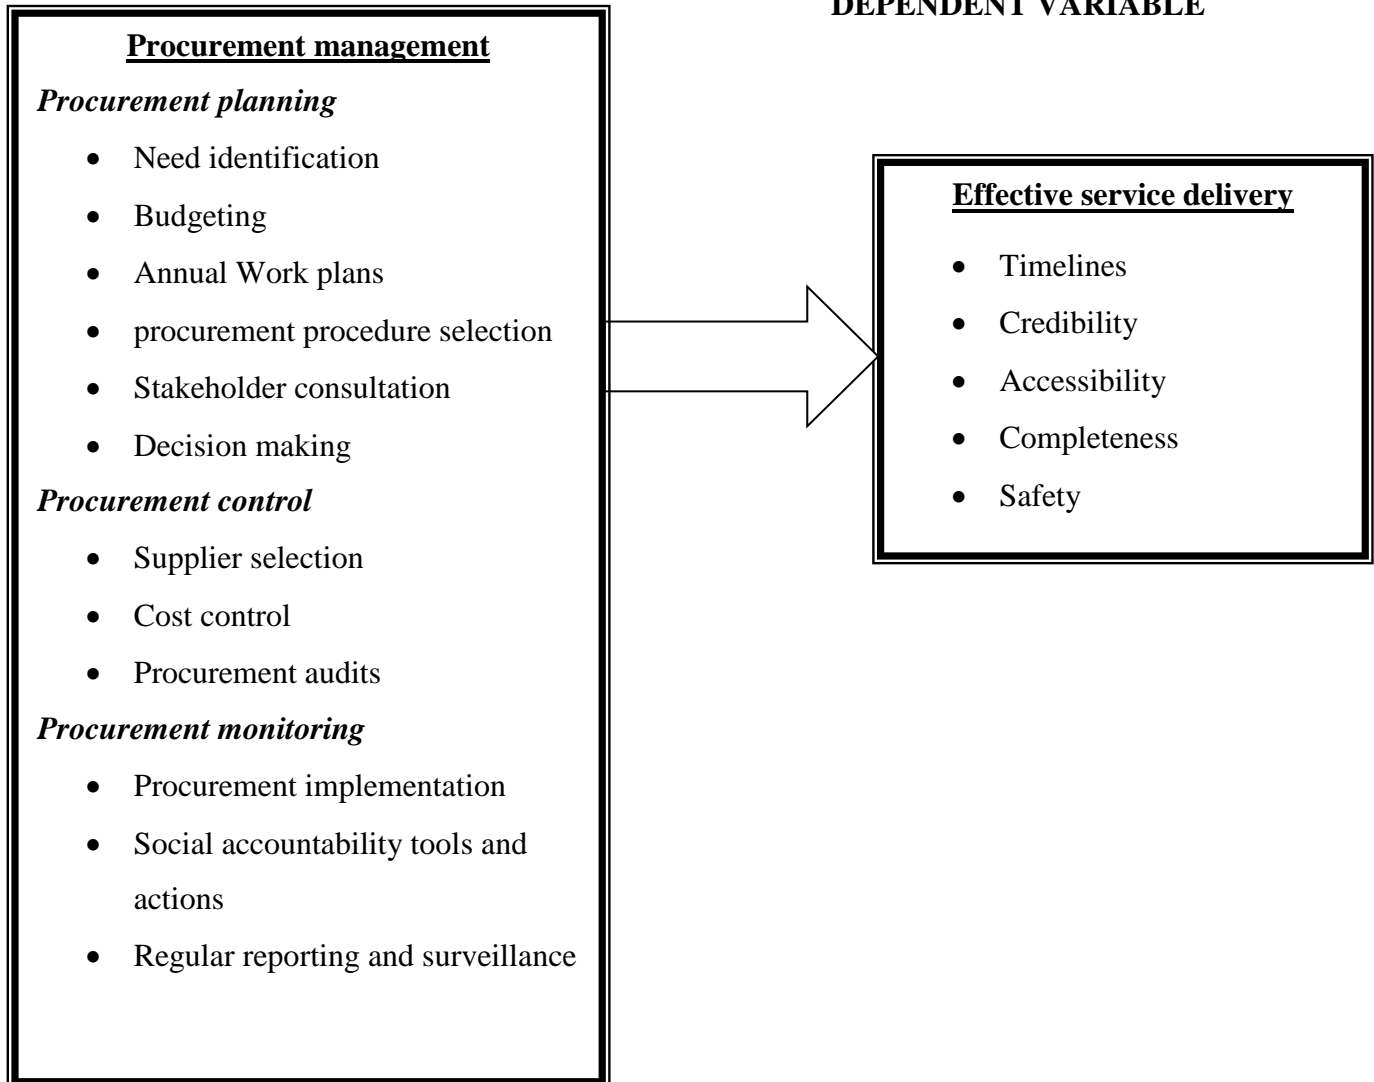 DEPENDENT VARIABLE
Procurement management
Procurement planning
• Need identification
• Budgeting
• Annual Work plans
• procurement procedure selection
• Stakeholder consultation
• Decision making
Procurement control
• Supplier selection
• Cost control
• Procurement audits
Procurement monitoring
• Procurement implementation
• Social accountability tools and
actions
• Regular reporting and surveillance
Effective service delivery
• Timelines
• Credibility
• Accessibility
• Completeness
• Safety